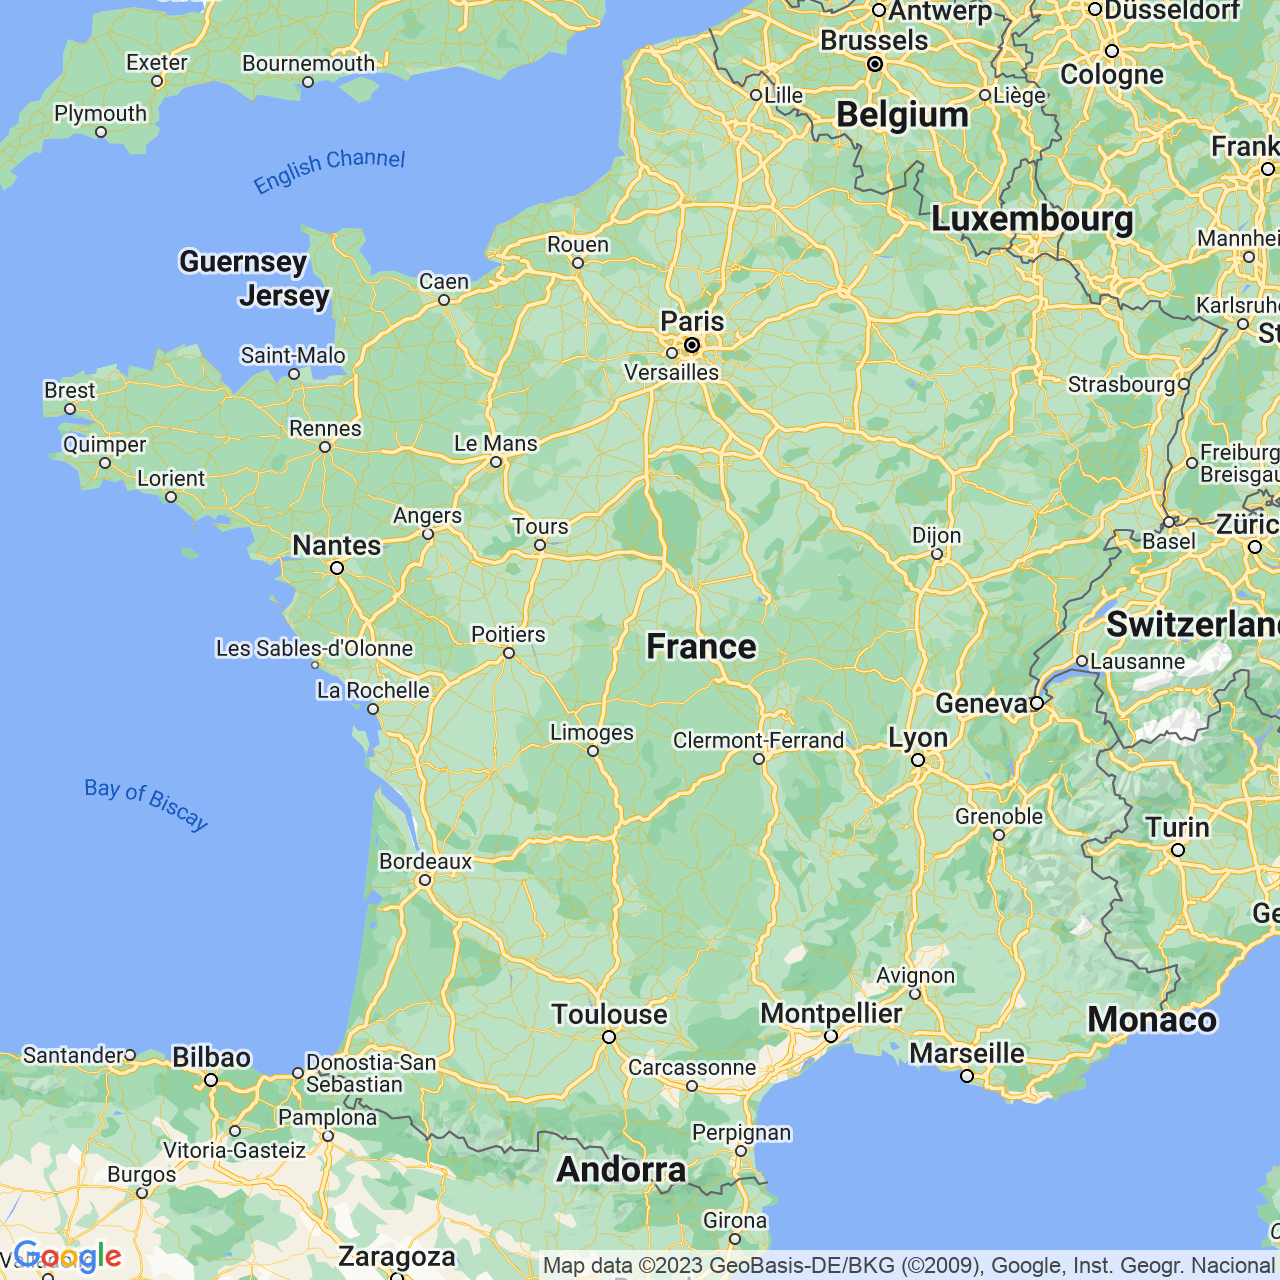 Antwerp
Düsseldorf
Brussels
Exeter
Bournemouth
Cologne
Lille
Liège
Plymouth
Belgium
Frank
English Channel
Luxembourg
Mannhei
Rouen
Guernsey
Caen
Jersey
Karlsruhe
Paris
St
Saint-Malo
Versailles
Strasbourg
Brest
Rennes
Quimper
Le Mans
Freiburg
Breisgau
Lorient
Angers
Tours
Züric
Dijon
Nantes
Basel
Switzerland
Poitiers
France
Les Sables-d'Olonne
Lausanne
La Rochelle
Geneva
Limoges
Clermont-Ferrand
Lyon
Bay of Biscay
Grenoble
Turin
Bordeaux
Ge
Avignon
Toulouse
Montpellier
Monaco
Santander
Bilbao
Donostia-San
Sebastian
Marseille
Carcassonne
Pamplona
Perpignan
Vitoria-Gasteiz
Andorra
Burgos
Girona
Google
Zaragoza
Map data ©2023 GeoBasis-DE/BKG (©2009), Google, Inst. Geogr. Nacional